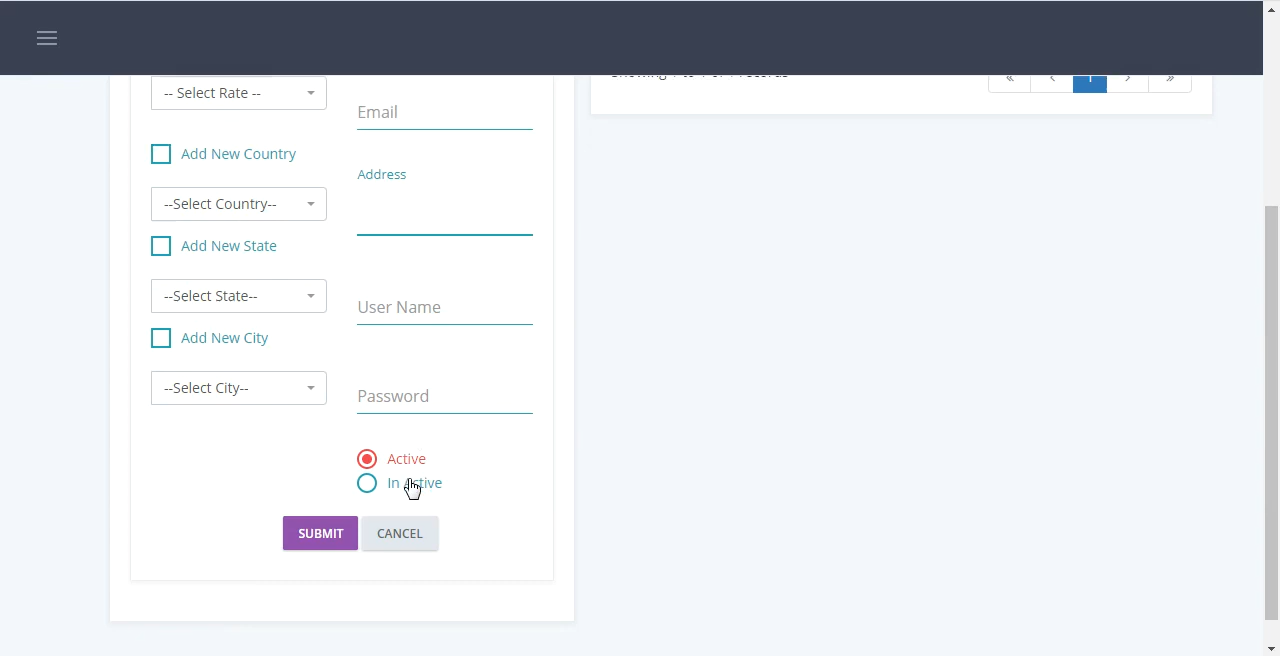 -- Select Rate --
Add New Country
--Select Country--
Add New State
--Select State--
Add New City
--Select City--
Email
Address
User Name
Password
Active
In Active
SUBMIT
CANCEL
« ‹ 1 › »